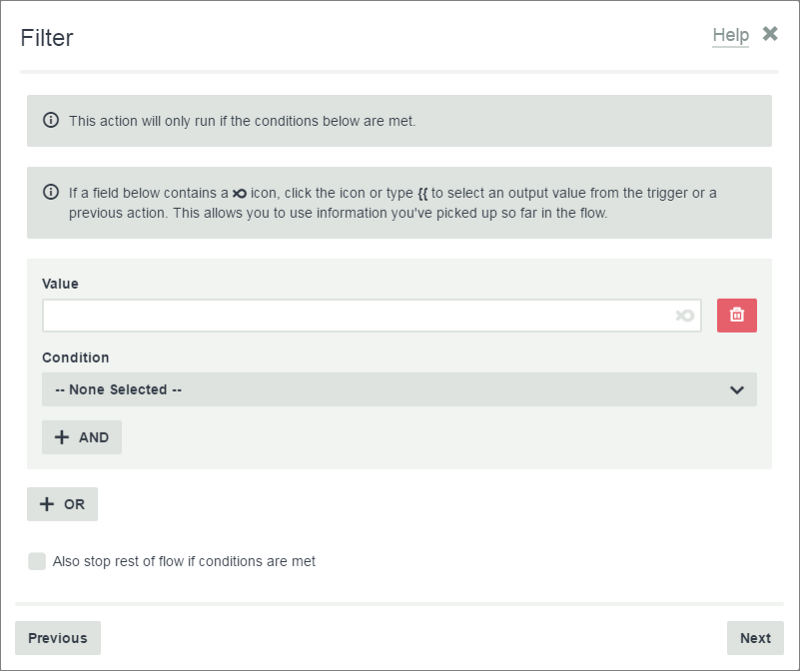 Filter
Help
This action will only run if the conditions below are met.
If a field below contains a icon, click the icon or type {{ to select an output value from the trigger or a
previous action. This allows you to use information you've picked up so far in the flow.
Value
Condition
-- None Selected --
+ AND
+ OR
Also stop rest of flow if conditions are met
Previous
Next